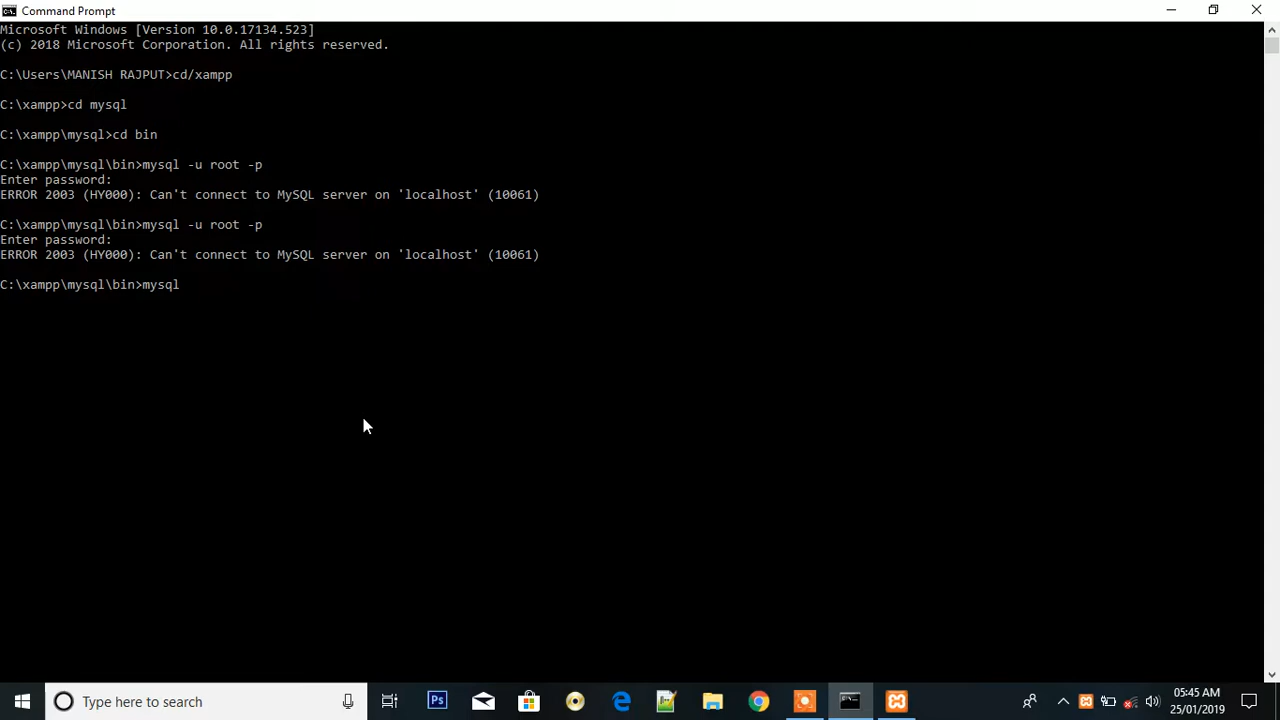 Command Prompt
Microsoft Windows [Version 10.0.17134.523]
(c) 2018 Microsoft Corporation. All rights reserved.
C:\Users\MANISH RAJPUT>cd/xampp
C:\xampp>cd mysql
C:\xampp\mysql>cd bin
C:\xampp\mysql\bin>mysql -u root -p
Enter password:
ERROR 2003 (HY000): Can't connect to MySQL server on 'localhost' (10061)
C:\xampp\mysql\bin>mysql -u root -p
Enter password:
ERROR 2003 (HY000): Can't connect to MySQL server on 'localhost' (10061)
C:\xampp\mysql\bin>mysql
Type here to search
Ps
05:45 AM
25/01/2019